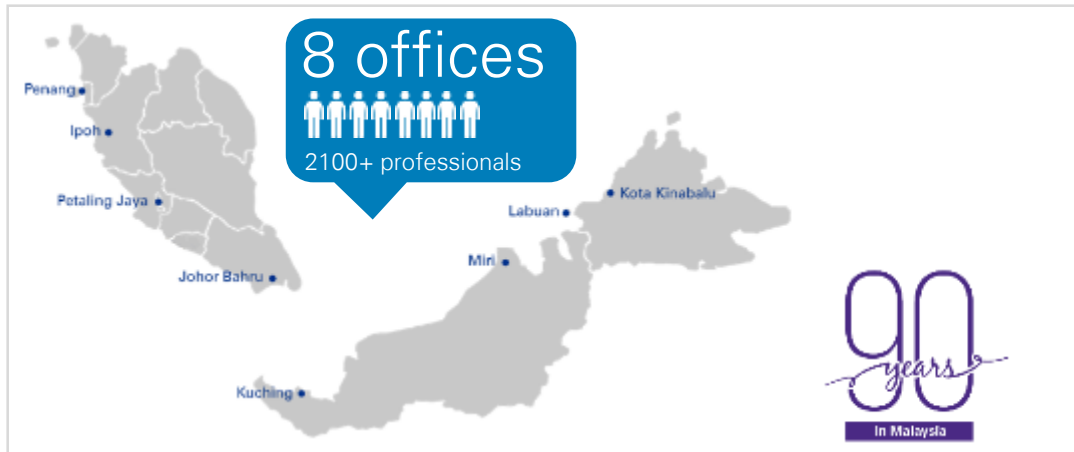 8 offices
2100+ professionals
Penang
Ipoh
Petaling Jaya
Johor Bahru
Kota Kinabalu
Labuan
Miri
Kuching
90
years
In Malaysia